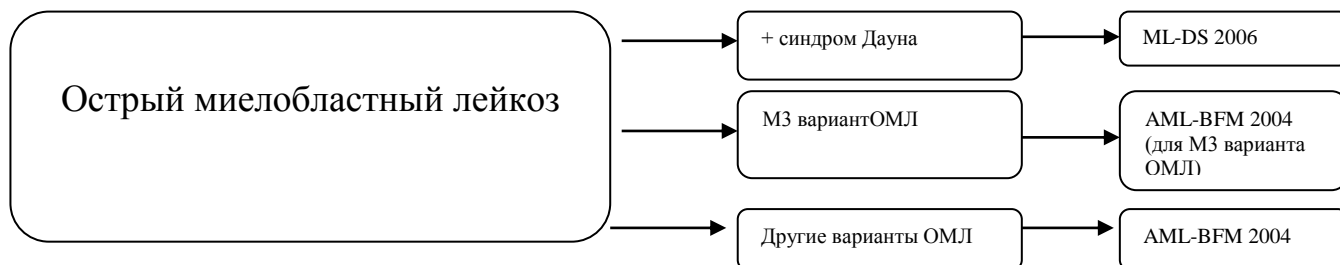 Острый миелобластный лейкоз
+ синдром Дауна
ML-DS 2006
М3 вариантОМЛ
AML-BFM 2004
(для М3 варианта
ОМЛ)
Другие варианты ОМЛ
AML-BFM 2004